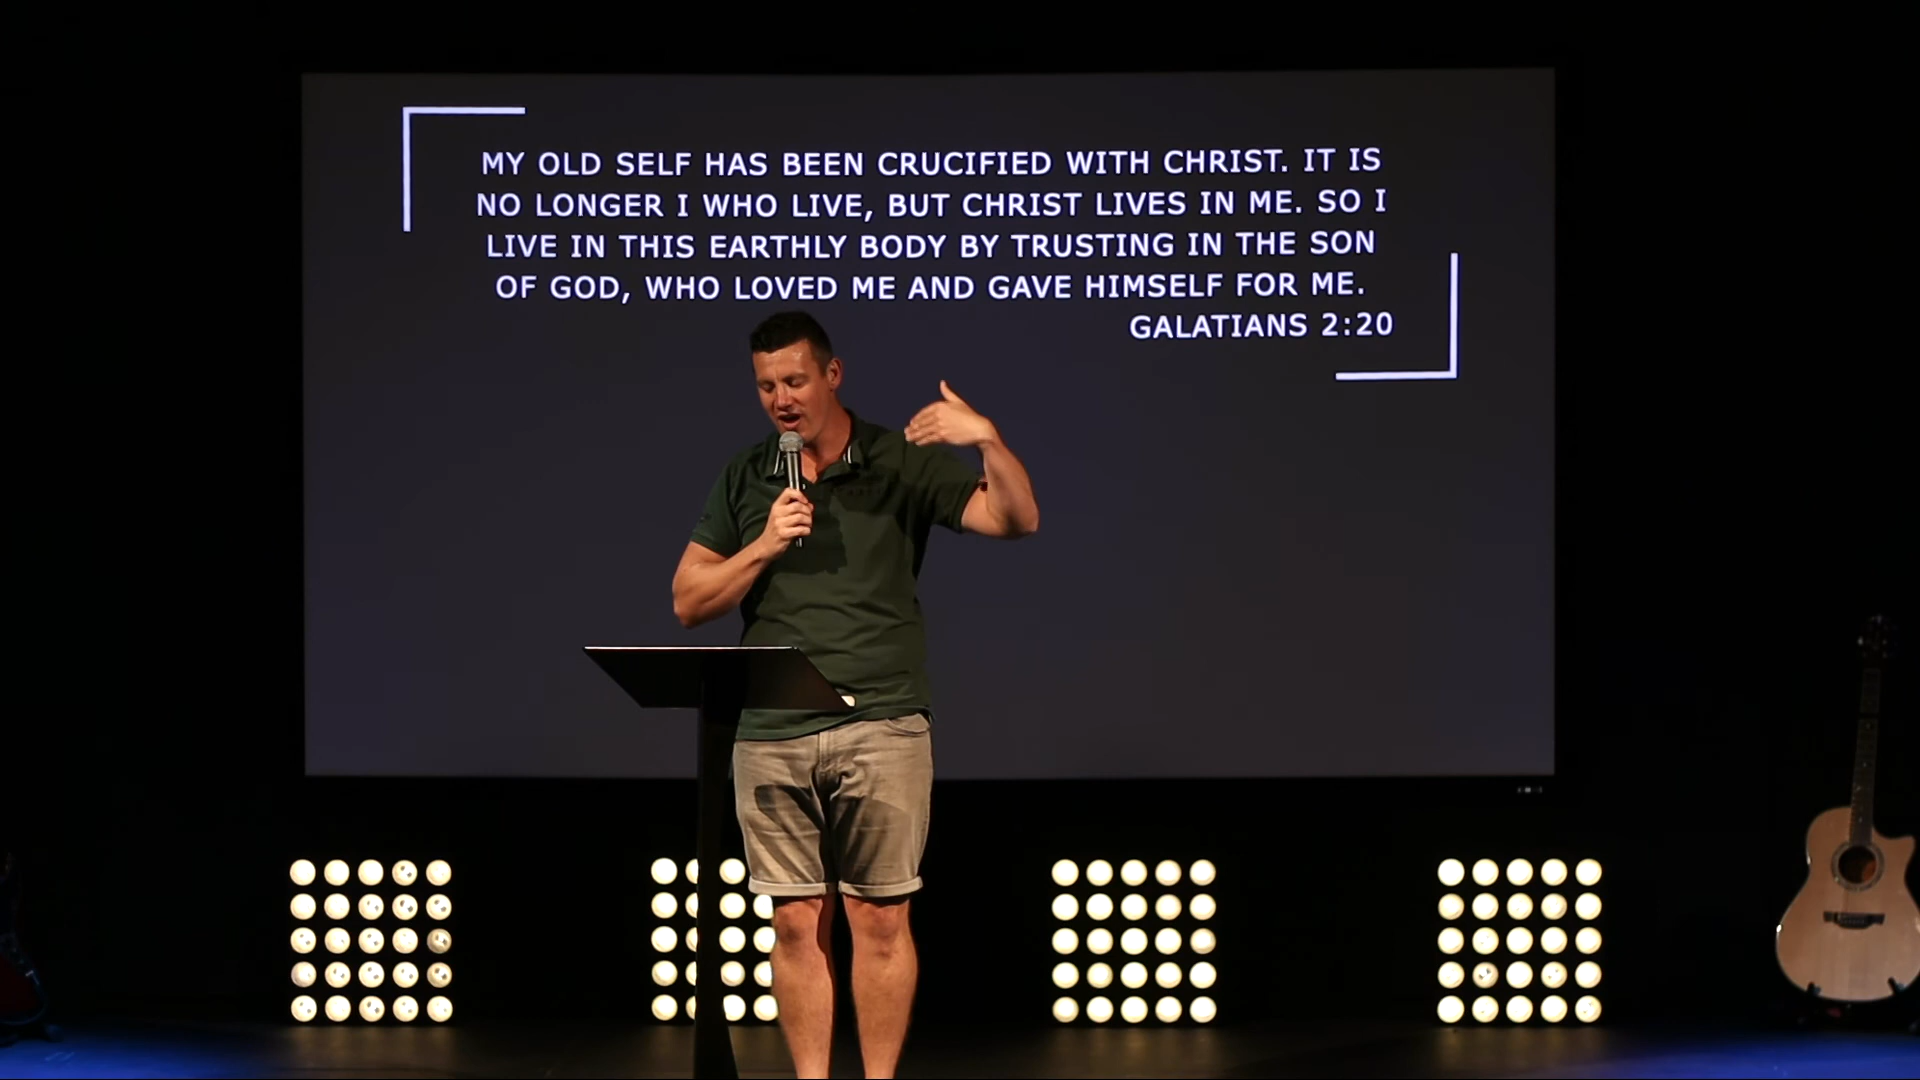 MY OLD SELF HAS BEEN CRUCIFIED WITH CHRIST. IT IS
NO LONGER I WHO LIVE, BUT CHRIST LIVES IN ME. SO I
LIVE IN THIS EARTHLY BODY BY TRUSTING IN THE SON
OF GOD, WHO LOVED ME AND GAVE HIMSELF FOR ME.
GALATIANS 2:20